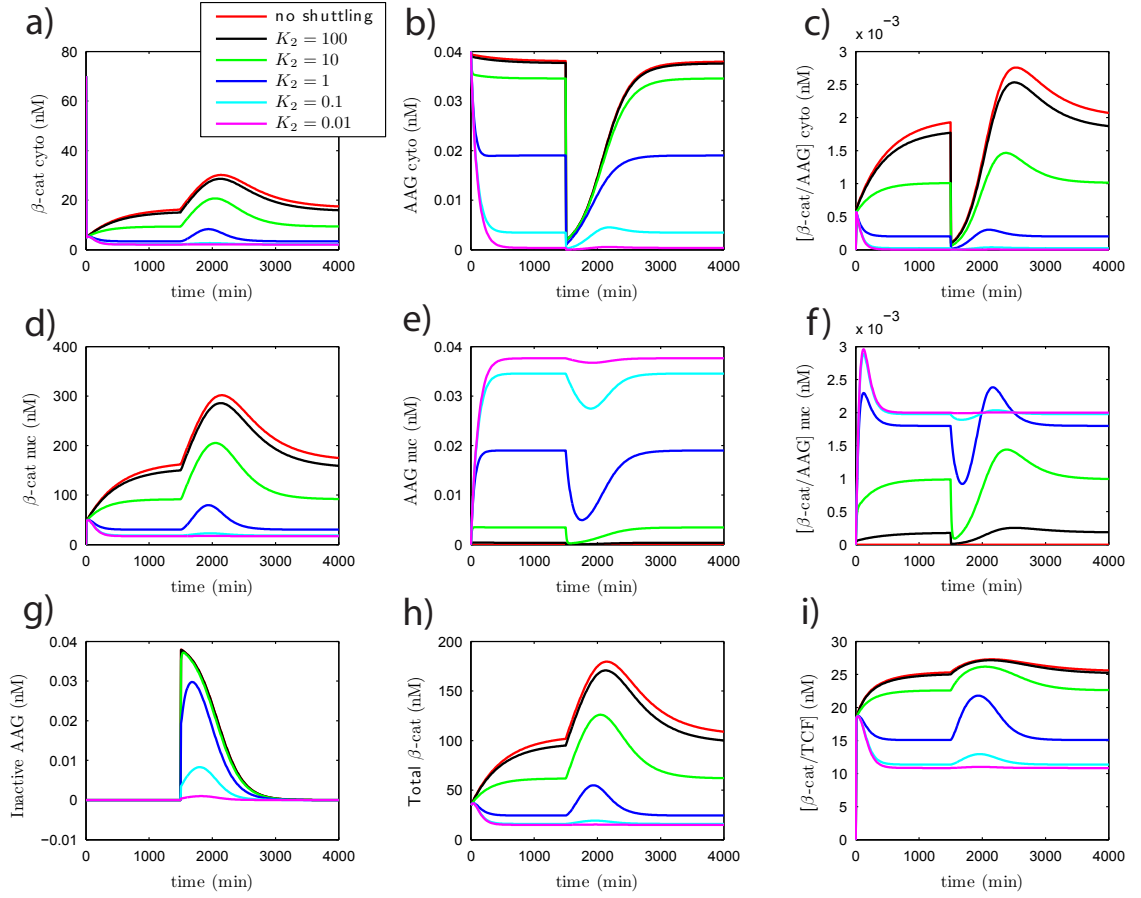 a)
no shuttling
K₂ = 100
K₂ = 10
K₂ = 1
K₂ = 0.1
K₂ = 0.01
β-cat cyto (nM)
80
60
40
20
0
0 1000 2000 3000 4000
time (min)
b)
AAG cyto (nM)
0.04
0.03
0.02
0.01
0
0 1000 2000 3000 4000
time (min)
c)
x 10⁻³
[β-cat/AAG] cyto (nM)
3
2.5
2
1.5
1
0.5
0
0 1000 2000 3000 4000
time (min)
d)
β-cat nuc (nM)
400
300
200
100
0
0 1000 2000 3000 4000
time (min)
e)
AAG nuc (nM)
0.04
0.03
0.02
0.01
0
0 1000 2000 3000 4000
time (min)
f)
x 10⁻³
[β-cat/AAG] nuc (nM)
3
2.5
2
1.5
1
0.5
0
0 1000 2000 3000 4000
time (min)
g)
Inactive AAG (nM)
0.04
0.03
0.02
0.01
0
−0.01
0 1000 2000 3000 4000
time (min)
h)
Total β-cat (nM)
200
150
100
50
0
0 1000 2000 3000 4000
time (min)
i)
[β-cat/TCF] (nM)
30
25
20
15
10
5
0
0 1000 2000 3000 4000
time (min)